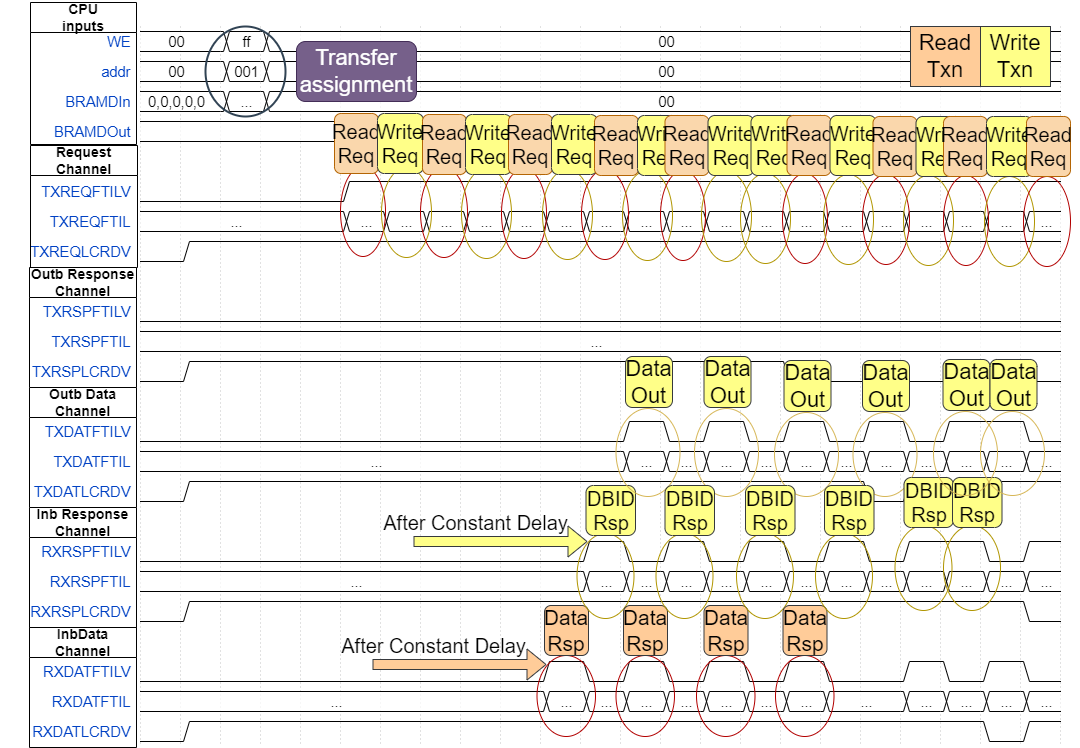 CPU
inputs
WE 00 ff 00
Read
Txn
Write
Txn
Transfer
assignment
addr 00 001 00
BRAMDIn 0,0,0,0,0 ... 00
BRAMDOut
Read
Req
Write
Req
Read
Req
Write
Req
Read
Req
Write
Req
Read
Req
Wri
Re
Read
Req
Write
Req
Writ
Req
Read
Req
Write
Req
Read
Req
Wri
Re
Read
Req
Write
Req
Read
Req
Request
Channel
TXREQFTILV
TXREQFTIL ... ... ... ... ... ... ... ... ... ... ... ... ... ... ... ... ... ... ...
TXREQLCRDV
Outb Response
Channel
TXRSPFTILV
TXRSPFTIL ...
TXRSPLCRDV
Data
Out
Data
Out
Data
Out
Data
Out
Data
Out
Data
Out
Outb Data
Channel
TXDATFTILV
TXDATFTIL ... ... ... ... ... ... ... ... ... ... ... ...
TXDATLCRDV
DBID
Rsp
DBID
Rsp
DBID
Rsp
DBID
Rsp
DBID
Rsp
DBID
Rsp
Inb Response
Channel
After Constant Delay
RXRSPFTILV
RXRSPFTIL ... ... ... ... ... ... ... ... ... ... ... ... ...
RXRSPLCRDV
Data
Rsp
Data
Rsp
Data
Rsp
Data
Rsp
InbData
Channel
After Constant Delay
RXDATFTILV
RXDATFTIL ... ... ... ... ... ... ... ... ... ... ... ... ...
RXDATLCRDV